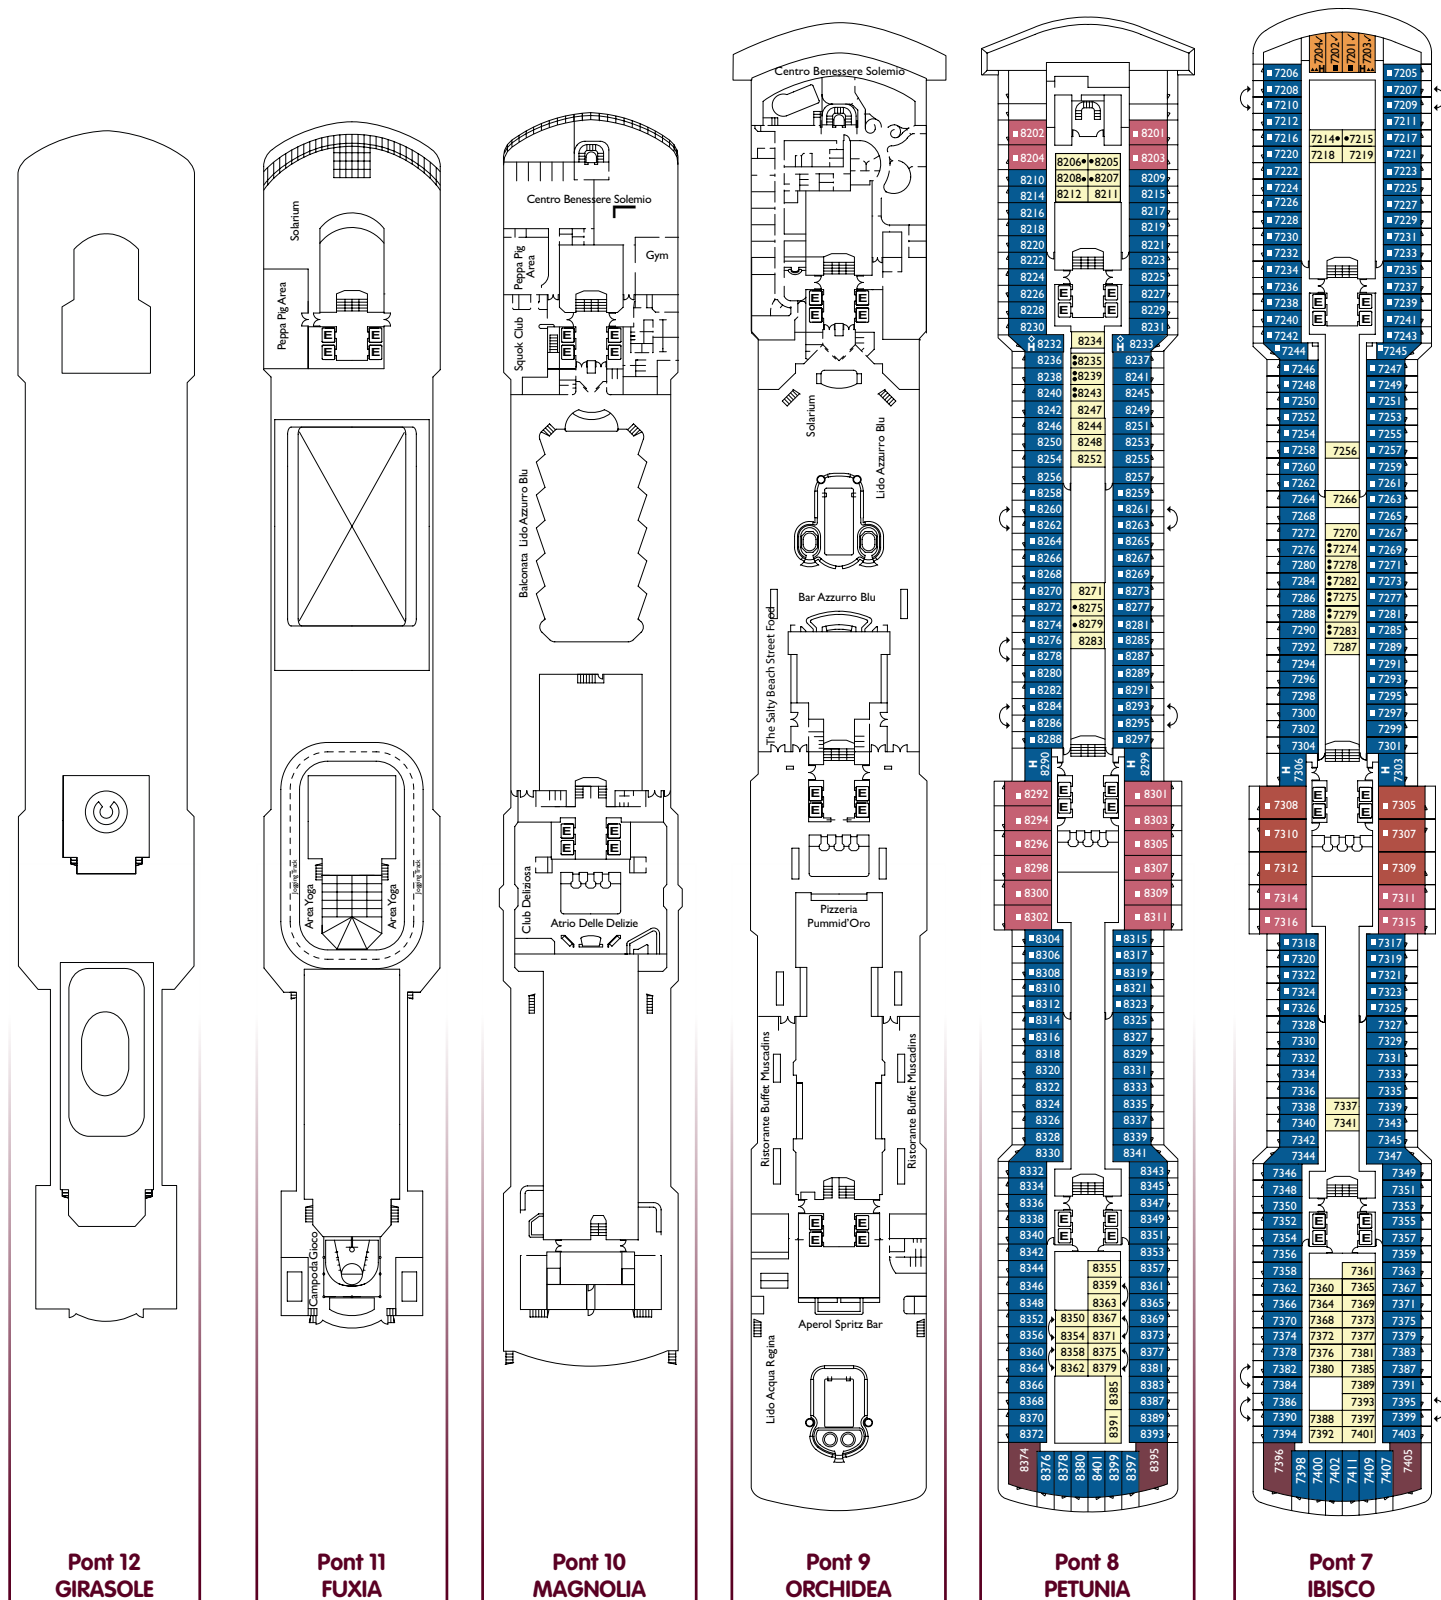 Pont 12
GIRASOLE
Solarium
Peppa Pig Area
Jogging Track
Area Yoga
Area Yoga
Jogging Track
Campo da Gioco
Pont 11
FUXIA
Centro Benessere Solemio
Peppa Pig
Area
Gym
Squok Club
Balconata Lido Azzurro Blu
Club Deliziosa
Atrio Delle Delizie
Pont 10
MAGNOLIA
Centro Benessere Solemio
Solarium
Lido Azzurro Blu
Bar Azzurro Blu
The Salty Beach Street Food
Pizzeria
Pummid'Oro
Ristorante Buffet Muscadins
Ristorante Buffet Muscadins
Aperol Spritz Bar
Lido Acqua Regina
Pont 9
ORCHIDEA
8202 8201
8204 8206 8205 8203
8210 8208 8207 8209
8214 8212 8211 8215
8216 8217
8218 8219
8220 8221
8222 8223
8224 8225
8226 8227
8228 8229
8230 8231
H 8232 8234 H 8233
8236 8235 8237
8238 8239 8241
8240 8243 8245
8242 8247 8249
8246 8244 8251
8250 8248 8253
8254 8252 8255
8256 8257
8258 8259
8260 8261
8262 8263
8264 8265
8266 8267
8268 8269
8270 8271 8273
8272 8275 8277
8274 8279 8281
8276 8283 8285
8278 8287
8280 8289
8282 8291
8284 8293
8286 8295
8288 8297
H 8290 H 8299
8292 8301
8294 8303
8296 8305
8298 8307
8300 8309
8302 8311
8304 8315
8306 8317
8308 8319
8310 8321
8312 8323
8314 8325
8316 8327
8318 8329
8320 8331
8322 8333
8324 8335
8326 8337
8328 8339
8330 8341
8332 8343
8334 8345
8336 8347
8338 8349
8340 8351
8342 8353
8344 8355 8357
8346 8359 8361
8348 8363 8365
8352 8350 8367 8369
8356 8354 8371 8373
8360 8358 8375 8377
8364 8362 8379 8381
8366 8385 8383
8368 8387
8370 8391 8389
8372 8393
8374 8376 8378 8380 8401 8399 8397 8395
Pont 8
PETUNIA
7204 7202 7201 7203
7206 7205
7208 7207
7210 7209
7212 7211
7216 7214 7215 7217
7220 7218 7219 7221
7222 7223
7224 7225
7226 7227
7228 7229
7230 7231
7232 7233
7234 7235
7236 7237
7238 7239
7240 7241
7242 7243
7244 7245
7246 7247
7248 7249
7250 7251
7252 7253
7254 7255
7258 7256 7257
7260 7259
7262 7261
7264 7266 7263
7268 7265
7272 7270 7267
7276 7274 7269
7280 7278 7271
7284 7282 7273
7286 7275 7277
7288 7279 7281
7290 7283 7285
7292 7287 7289
7294 7291
7296 7293
7298 7295
7300 7297
7302 7299
7304 7301
H 7306 H 7303
7308 7305
7310 7307
7312 7309
7314 7311
7316 7315
7318 7317
7320 7319
7322 7321
7324 7323
7326 7325
7328 7327
7330 7329
7332 7331
7334 7333
7336 7335
7338 7337 7339
7340 7341 7343
7342 7345
7344 7347
7346 7349
7348 7351
7350 7353
7352 7355
7354 7357
7356 7359
7358 7361 7363
7362 7360 7365 7367
7366 7364 7369 7371
7370 7368 7373 7375
7374 7372 7377 7379
7378 7376 7381 7383
7382 7380 7385 7387
7384 7389 7391
7386 7393 7395
7390 7388 7397 7399
7394 7392 7401 7403
7396 7398 7400 7402 7411 7409 7407 7405
Pont 7
IBISCO